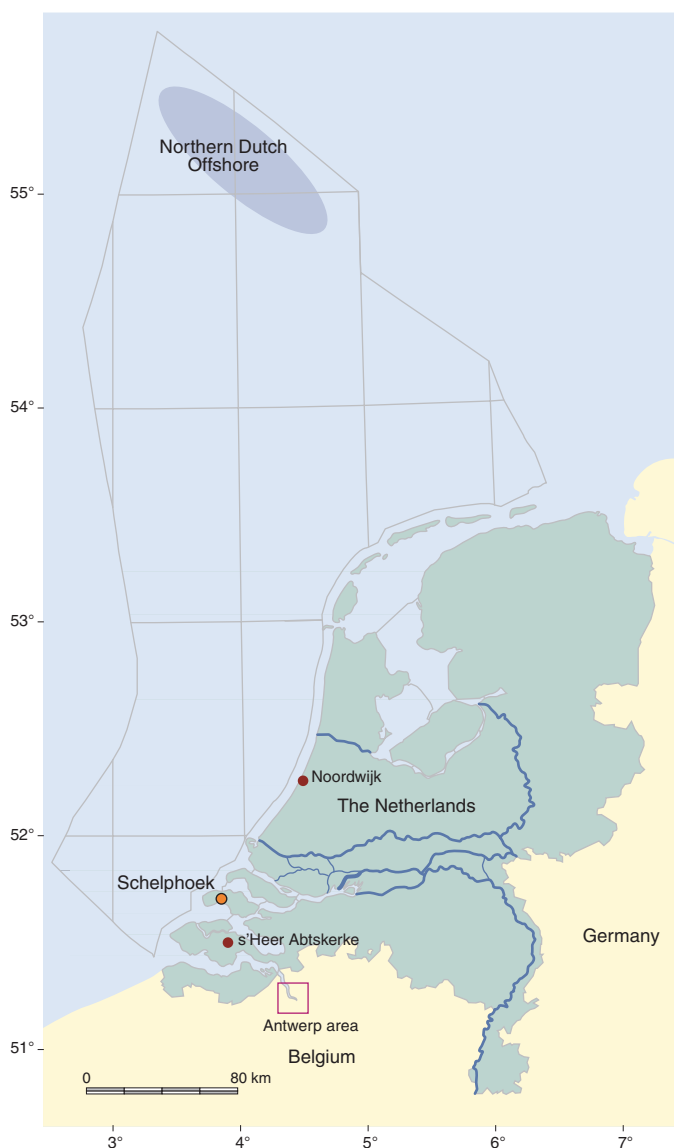 Northern Dutch
Offshore
55°
54°
53°
Noordwijk
The Netherlands
52°
Schelphoek
s'Heer Abtskerke
Germany
Antwerp area
51°
Belgium
0 80 km
3° 4° 5° 6° 7°